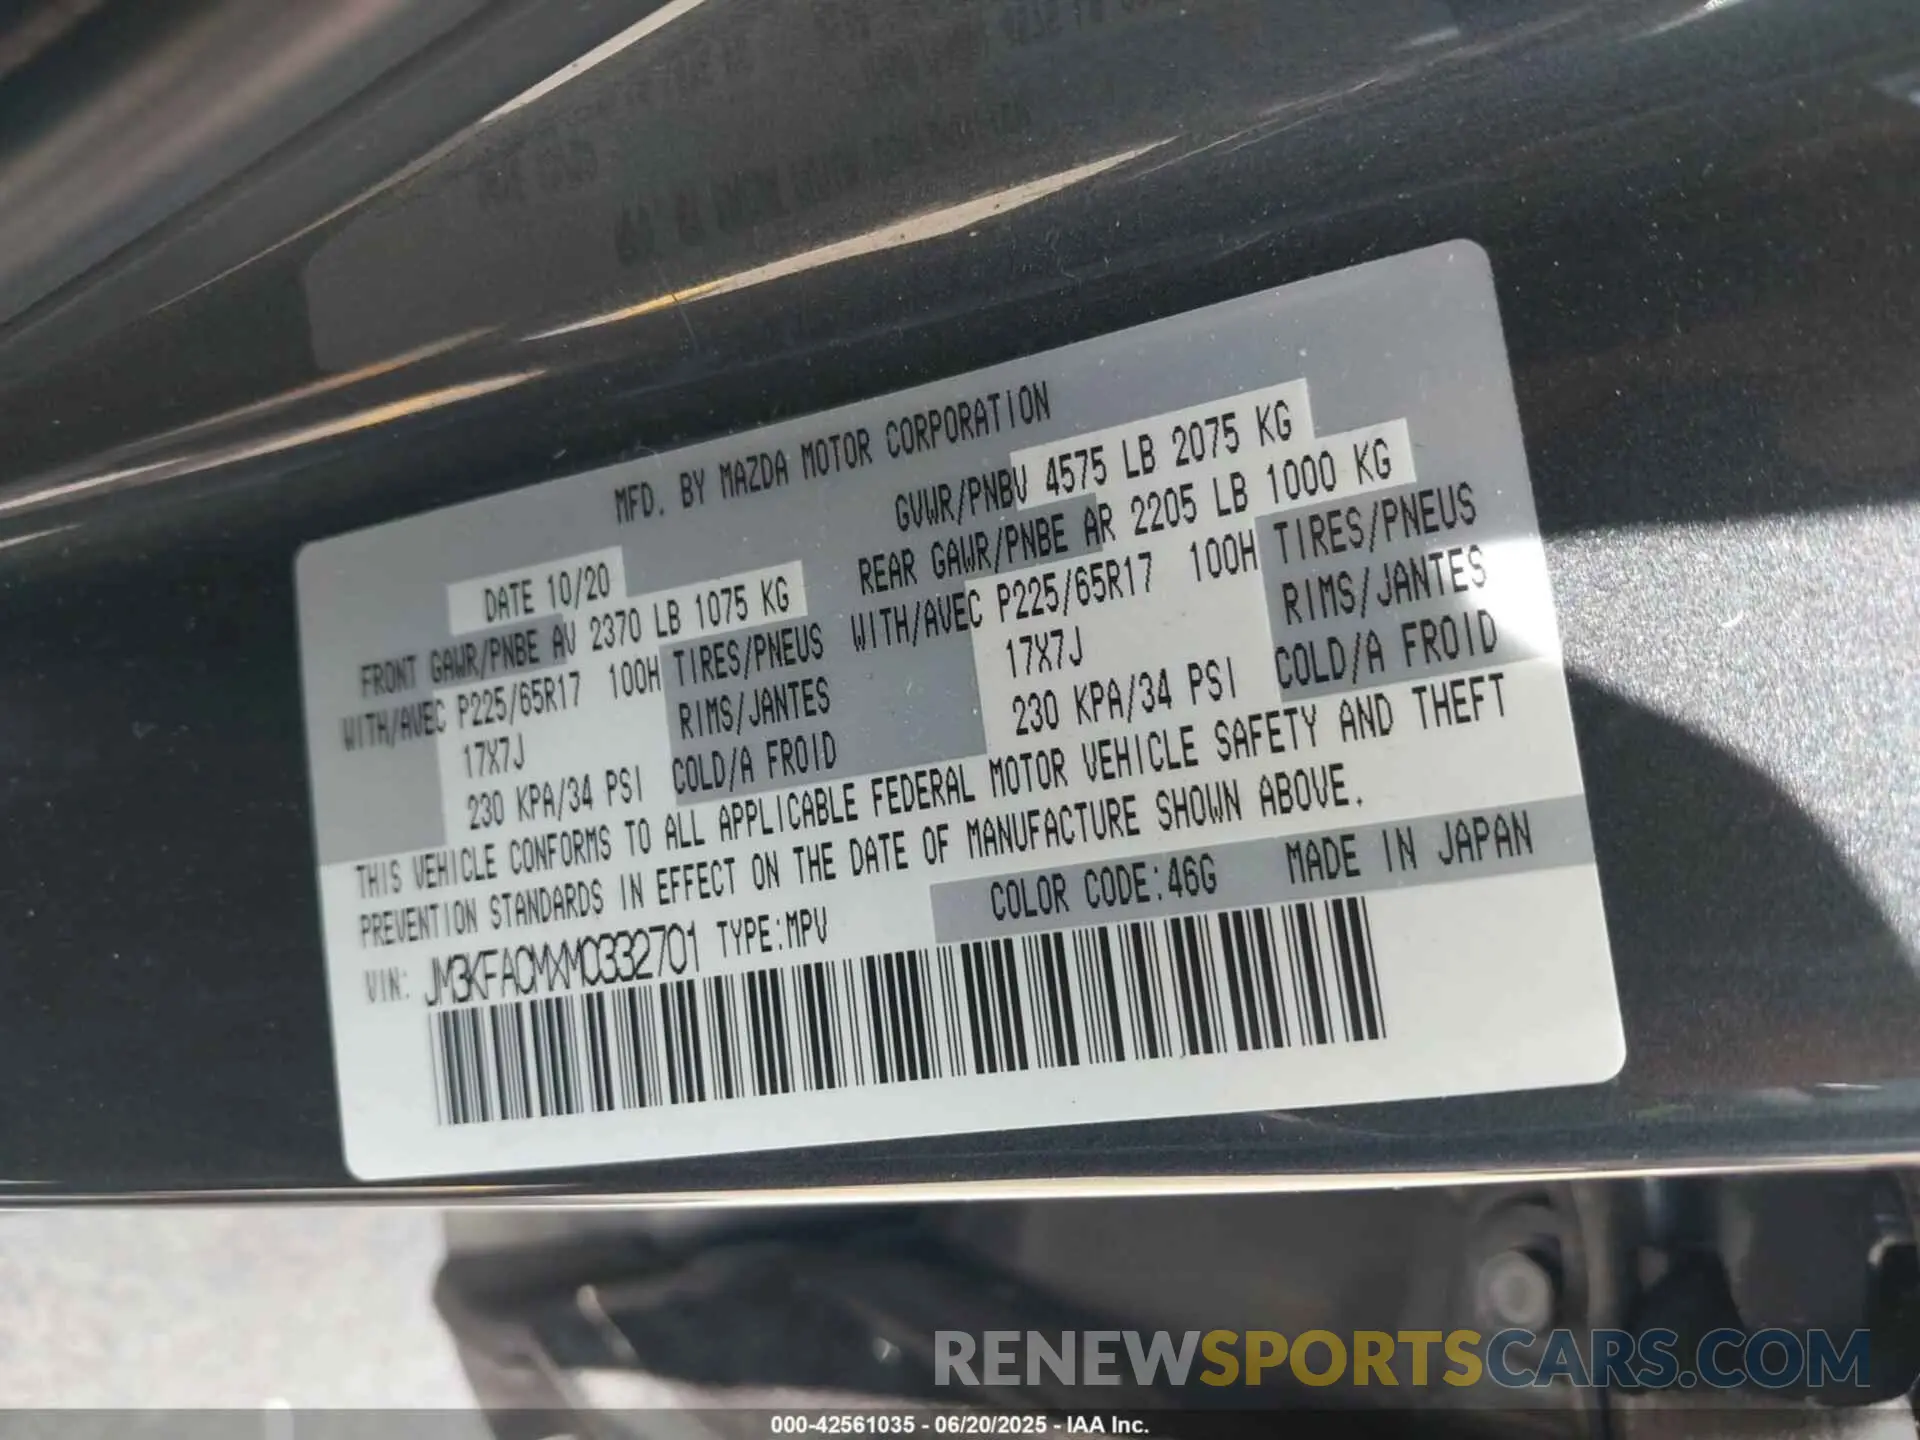 MFD. BY MAZDA MOTOR CORPORATION
DATE 10/20
GVWR/PNBV 4575 LB 2075 KG
FRONT GAWR/PNBE AV 2370 LB 1075 KG
REAR GAWR/PNBE AR 2205 LB 1000 KG
WITH/AVEC P225/65R17 100H TIRES/PNEUS
WITH/AVEC P225/65R17 100H TIRES/PNEUS
17X7J RIMS/JANTES
17X7J RIMS/JANTES
230 KPA/34 PSI COLD/A FROID
230 KPA/34 PSI COLD/A FROID
THIS VEHICLE CONFORMS TO ALL APPLICABLE FEDERAL MOTOR VEHICLE SAFETY AND THEFT
PREVENTION STANDARDS IN EFFECT ON THE DATE OF MANUFACTURE SHOWN ABOVE.
VIN: JM3KFACMXM0332701 TYPE:MPV
COLOR CODE:46G MADE IN JAPAN
RENEWSPORTSCARS.COM
000-42561035 - 06/20/2025 - IAA Inc.